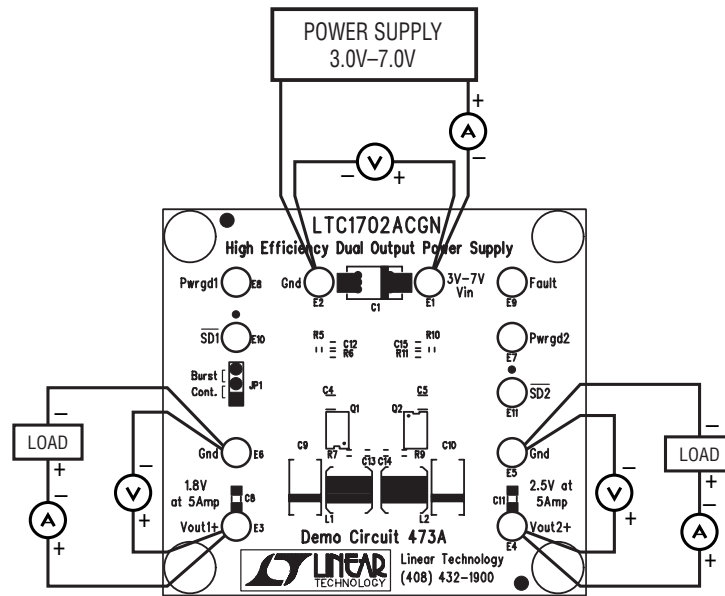 POWER SUPPLY
3.0V–7.0V
+
A
−
− V +
LTC1702ACGN
High Efficiency Dual Output Power Supply
Pwrgd1 E8
Gnd E2
C1
E1 3V-7V
Vin
E9 Fault
SD1 E10
R5 C12
R6
C15 R10
R11
E7 Pwrgd2
Burst
Cont. JP1
E11 SD2
C4 C5
Q1 Q2
− LOAD +
− V +
− A +
Gnd E6
E5 Gnd
− LOAD +
− V +
− A +
C9 R7 C13 C14 R9 C10
1.8V
at 5Amp
C8
2.5V at
5Amp
C11
L1 L2
Vout1+ E3
E4 Vout2+
Demo Circuit 473A
LT LINEAR
TECHNOLOGY
Linear Technology
(408) 432-1900